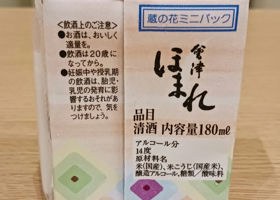 <飲酒上のご注意>
●お酒は、おいしく
適量を。
●飲酒は20歳に
なってから。
●妊娠中や授乳期
の飲酒は、胎児・
乳児の発育に影
響するおそれがあ
りますので、気を
つけましょう。
蔵の花ミニパック
會津
ほまれ
品目
清酒 内容量180ml
アルコール分
14度
原材料名
米(国産)、米こうじ(国産米)、
醸造アルコール、糖類/酸味料